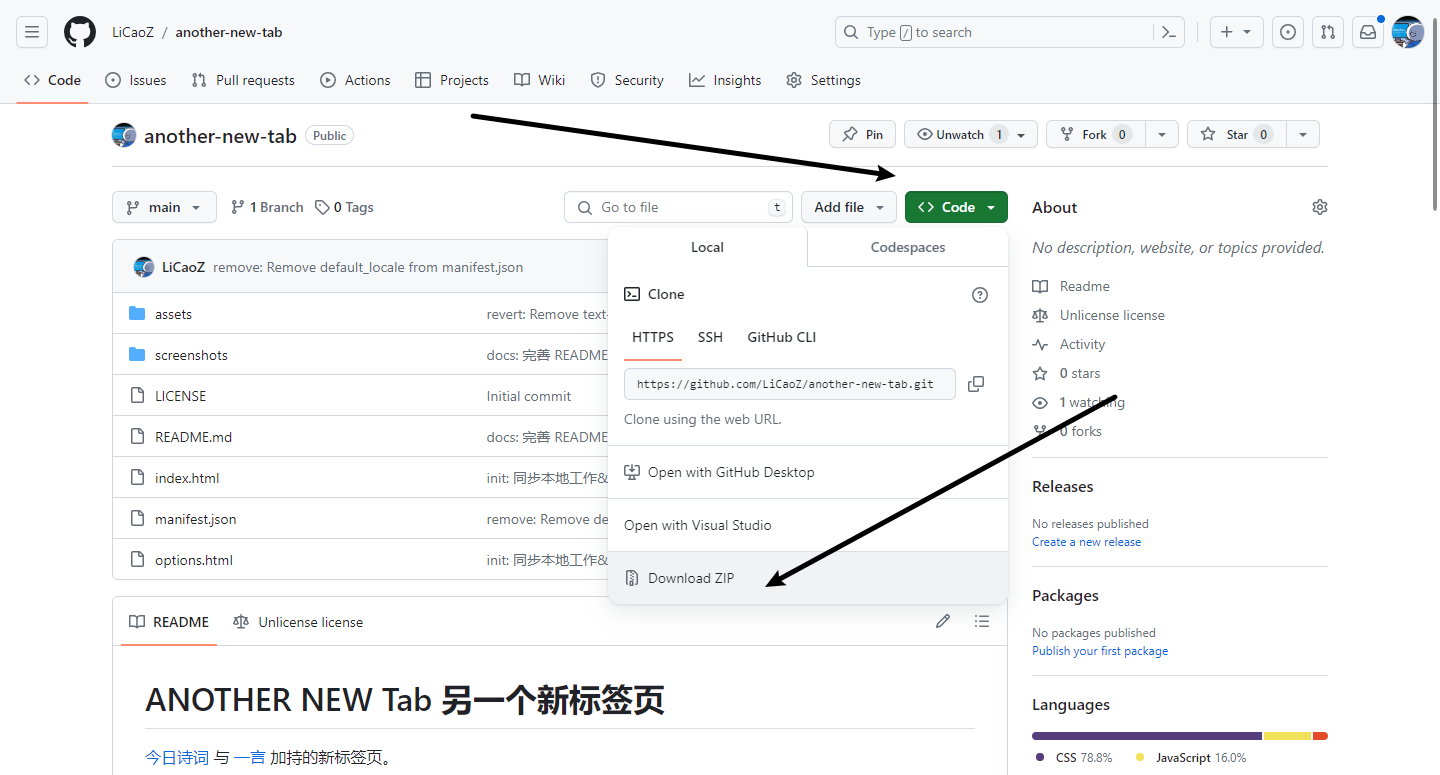 LiCaoZ / another-new-tab
Type / to search
Code Issues Pull requests Actions Projects Wiki Security Insights Settings
another-new-tab Public
Pin Unwatch 1 Fork 0 Star 0
main 1 Branch 0 Tags Go to file t Add file Code
Local Codespaces
Clone
HTTPS SSH GitHub CLI
https://github.com/LiCaoZ/another-new-tab.git
Clone using the web URL.
Open with GitHub Desktop
Open with Visual Studio
Download ZIP
LiCaoZ remove: Remove default_locale from manifest.json
assets revert: Remove text-
screenshots docs: 完善 README
LICENSE Initial commit
README.md docs: 完善 README
index.html init: 同步本地工作&
manifest.json remove: Remove de
options.html init: 同步本地工作&
README Unlicense license
ANOTHER NEW Tab 另一个新标签页
今日诗词 与 一言 加持的新标签页。
About
No description, website, or topics provided.
Readme
Unlicense license
Activity
0 stars
1 watching
0 forks
Releases
No releases published
Create a new release
Packages
No packages published
Publish your first package
Languages
CSS 78.8% JavaScript 16.0%